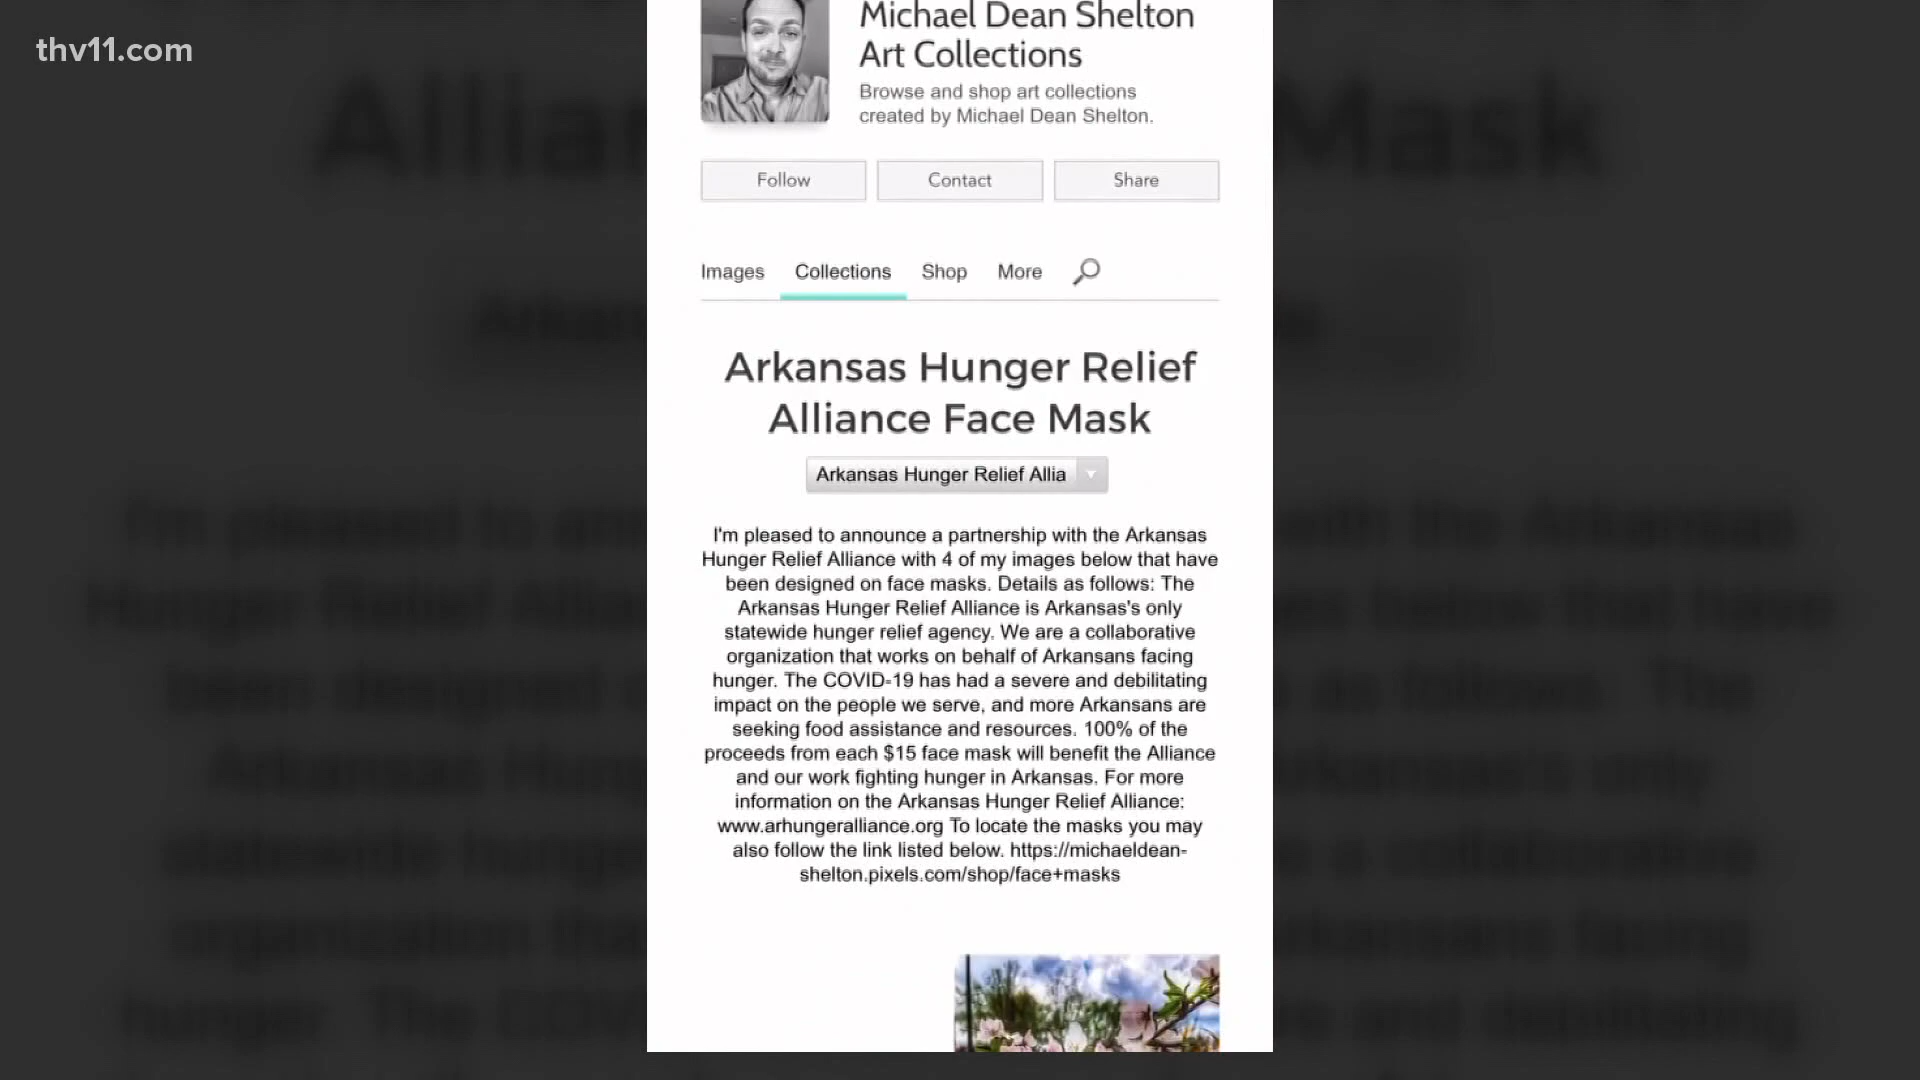 thv11.com
Michael Dean Shelton
Art Collections
Browse and shop art collections
created by Michael Dean Shelton.
Follow
Contact
Share
Images
Collections
Shop
More
Arkansas Hunger Relief
Alliance Face Mask
Arkansas Hunger Relief Allia
I'm pleased to announce a partnership with the Arkansas
Hunger Relief Alliance with 4 of my images below that have
been designed on face masks. Details as follows: The
Arkansas Hunger Relief Alliance is Arkansas's only
statewide hunger relief agency. We are a collaborative
organization that works on behalf of Arkansans facing
hunger. The COVID-19 has had a severe and debilitating
impact on the people we serve, and more Arkansans are
seeking food assistance and resources. 100% of the
proceeds from each $15 face mask will benefit the Alliance
and our work fighting hunger in Arkansas. For more
information on the Arkansas Hunger Relief Alliance:
www.arhungeralliance.org To locate the masks you may
also follow the link listed below. https://michaeldean-
shelton.pixels.com/shop/face+masks